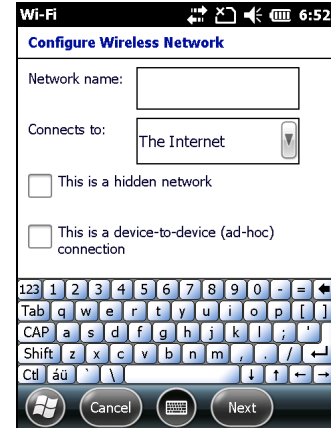 Wi-Fi 6:52
Configure Wireless Network
Network name:
Connects to: The Internet
This is a hidden network
This is a device-to-device (ad-hoc)
connection
123 1 2 3 4 5 6 7 8 9 0 - =
Tab q w e r t y u i o p [ ]
CAP a s d f g h j k l ; '
Shift z x c v b n m , . /
Ctl áü ` \
Cancel Next